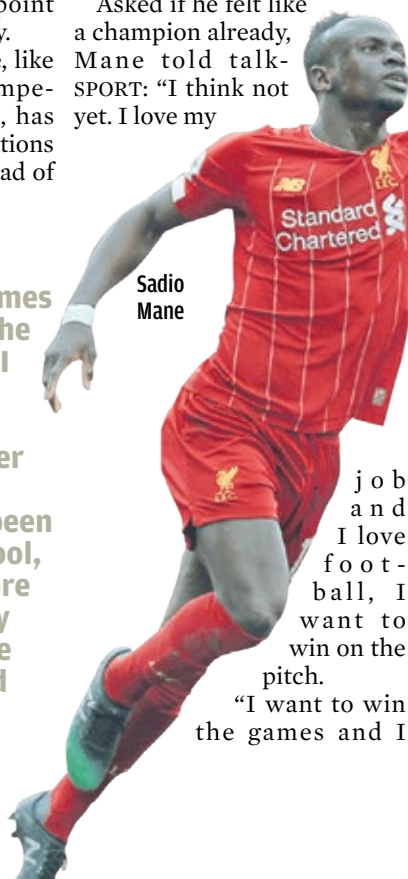 point
y.
, like
mpe-
, has
tions
ad of
mes
he
l
er
been
ool,
re
y
e
d
Asked if he felt like
a champion already,
Mane told talk-
SPORT: “I think not
yet. I love my
Sadio
Mane
NB
L.F.C.
Standard
Chartered
L.F.C.
job
and
I love
foot-
ball, I
want to
win on the
pitch.
“I want to win
the games and I